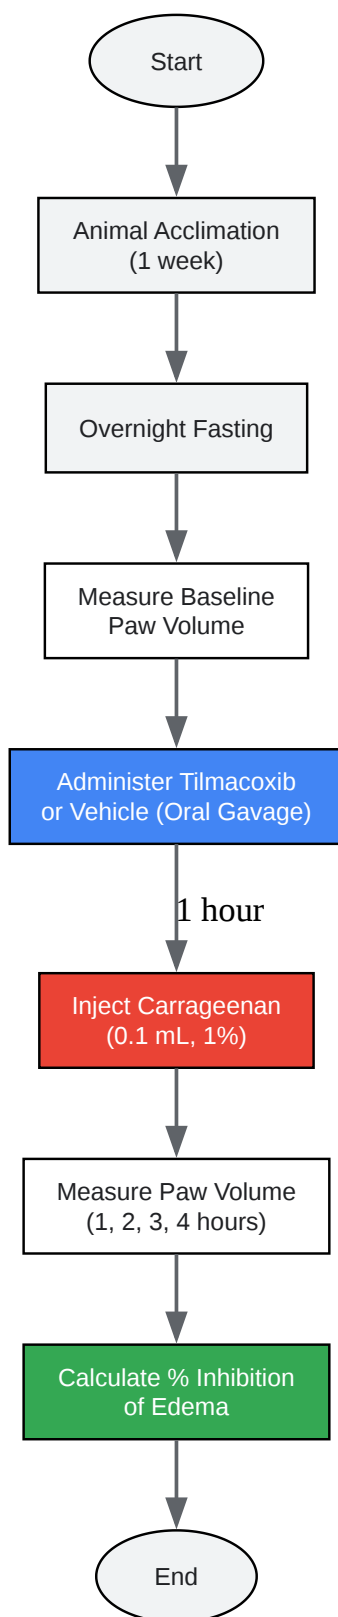 Start
Animal Acclimation
(1 week)
Overnight Fasting
Measure Baseline
Paw Volume
Administer Tilmacoxib
or Vehicle (Oral Gavage)
1 hour
Inject Carrageenan
(0.1 mL, 1%)
Measure Paw Volume
(1, 2, 3, 4 hours)
Calculate % Inhibition
of Edema
End